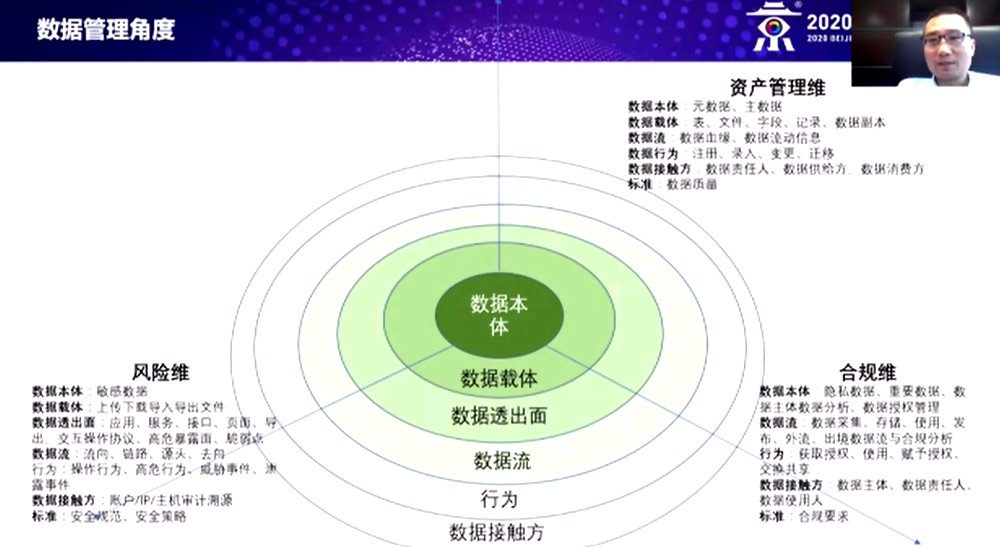 数据管理角度
2020
2020 BEIJI
资产管理维
数据本体：元数据、主数据
数据载体：表、文件、字段、记录、数据副本
数据流：数据血缘、数据流动信息
数据行为：注册、录入、变更、迁移
数据接触方：数据责任人、数据供给方、数据消费方
标准：数据质量
数据本
体
数据载体
数据透出面
数据流
行为
数据接触方
风险维
数据本体：敏感数据
数据载体：上传下载导入导出文件
数据透出面：应用、服务、接口、页面、导
出、交互操作协议、高危暴露面、脆弱点
数据流：流向、链路、源头、去向
行为：操作行为、高危行为、威胁事件、泄
露事件
数据接触方：账户/IP/主机审计溯源
标准：安全规范、安全策略
合规维
数据本体：隐私数据、重要数据、数
据主体数据分析、数据授权管理
数据流：数据采集、存储、使用、发
布、外流、出境数据流与合规分析
行为：获取授权、使用、赋予授权、
交换共享
数据接触方：数据主体、数据责任人、
数据使用人
标准：合规要求